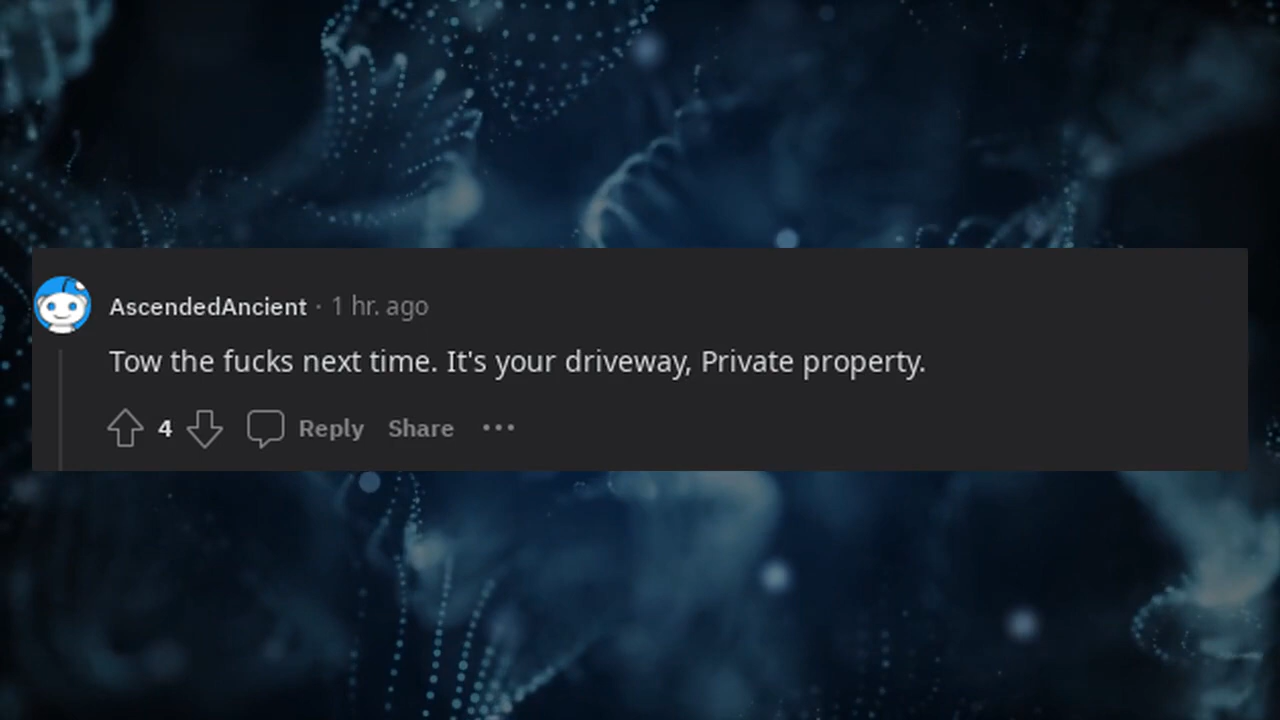 AscendedAncient · 1 hr. ago
Tow the fucks next time. It's your driveway, Private property.
4 Reply Share ···